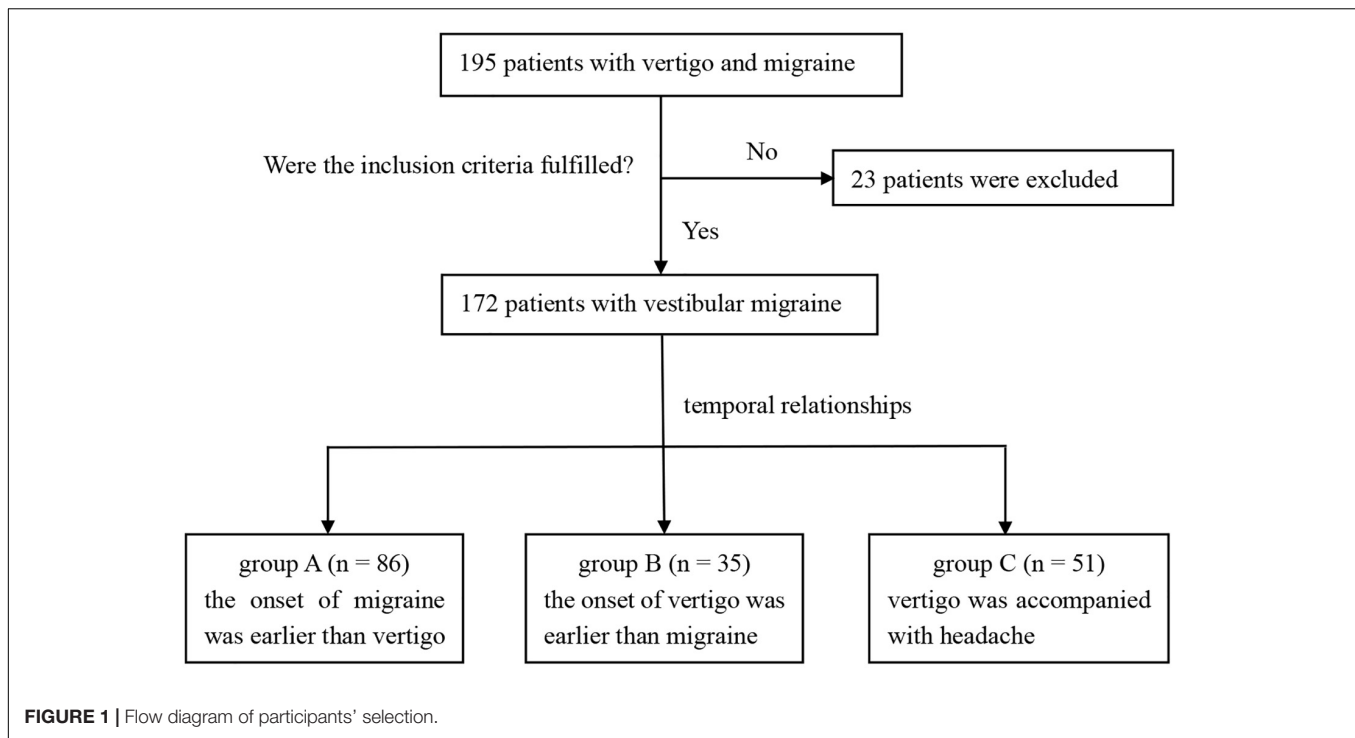 195 patients with vertigo and migraine
Were the inclusion criteria fulfilled?
No
23 patients were excluded
Yes
172 patients with vestibular migraine
temporal relationships
group A (n = 86)
the onset of migraine
was earlier than vertigo
group B (n = 35)
the onset of vertigo was
earlier than migraine
group C (n = 51)
vertigo was accompanied
with headache
FIGURE 1 | Flow diagram of participants’ selection.